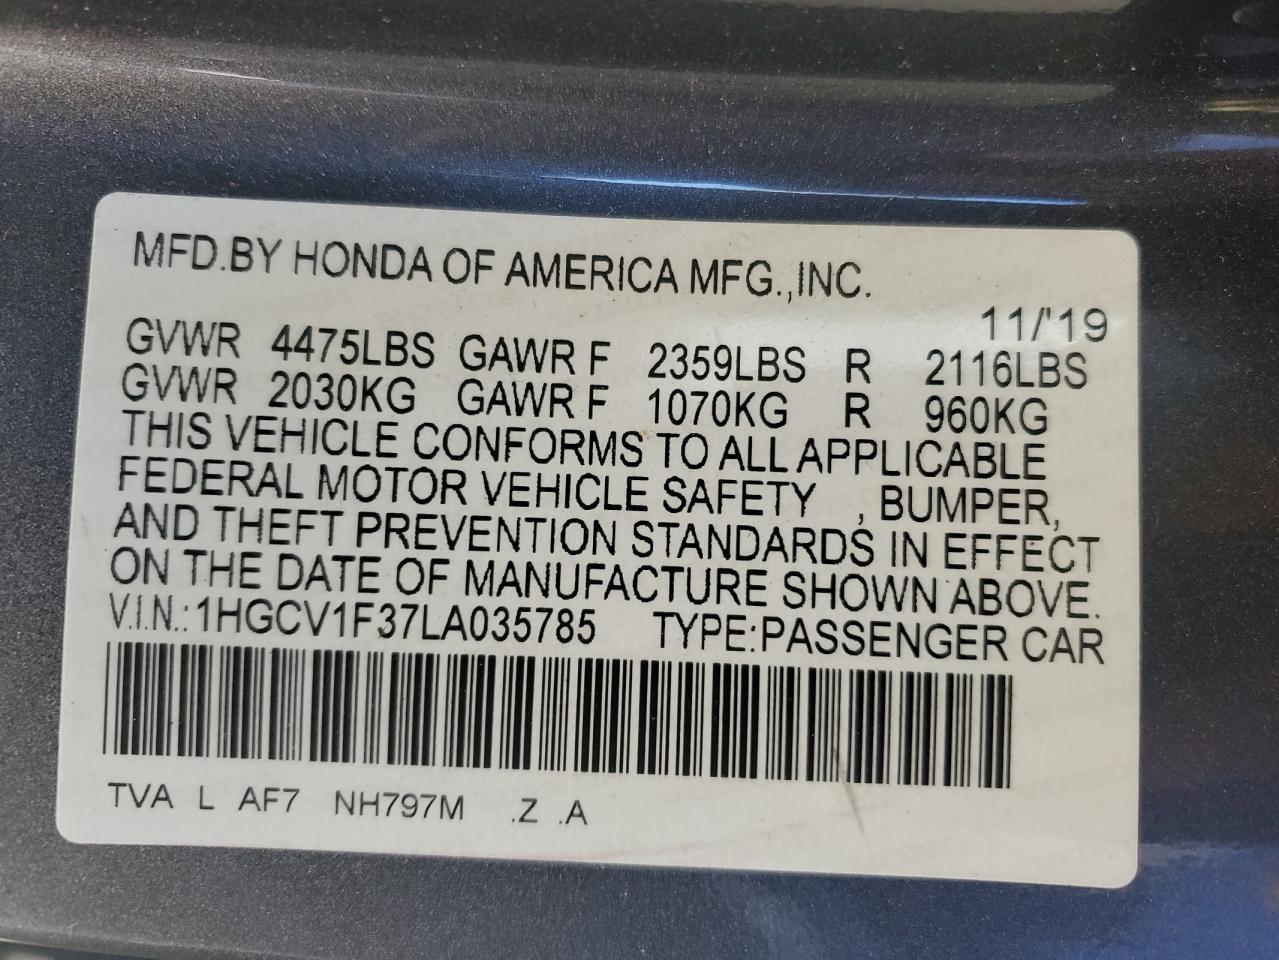 MFD.BY HONDA OF AMERICA MFG.,INC.
11/'19
GVWR 4475LBS GAWR F 2359LBS R 2116LBS
GVWR 2030KG GAWR F 1070KG R 960KG
THIS VEHICLE CONFORMS TO ALL APPLICABLE
FEDERAL MOTOR VEHICLE SAFETY , BUMPER,
AND THEFT PREVENTION STANDARDS IN EFFECT
ON THE DATE OF MANUFACTURE SHOWN ABOVE.
V.I.N.:1HGCV1F37LA035785 TYPE:PASSENGER CAR
TVA L AF7 NH797M .Z .A